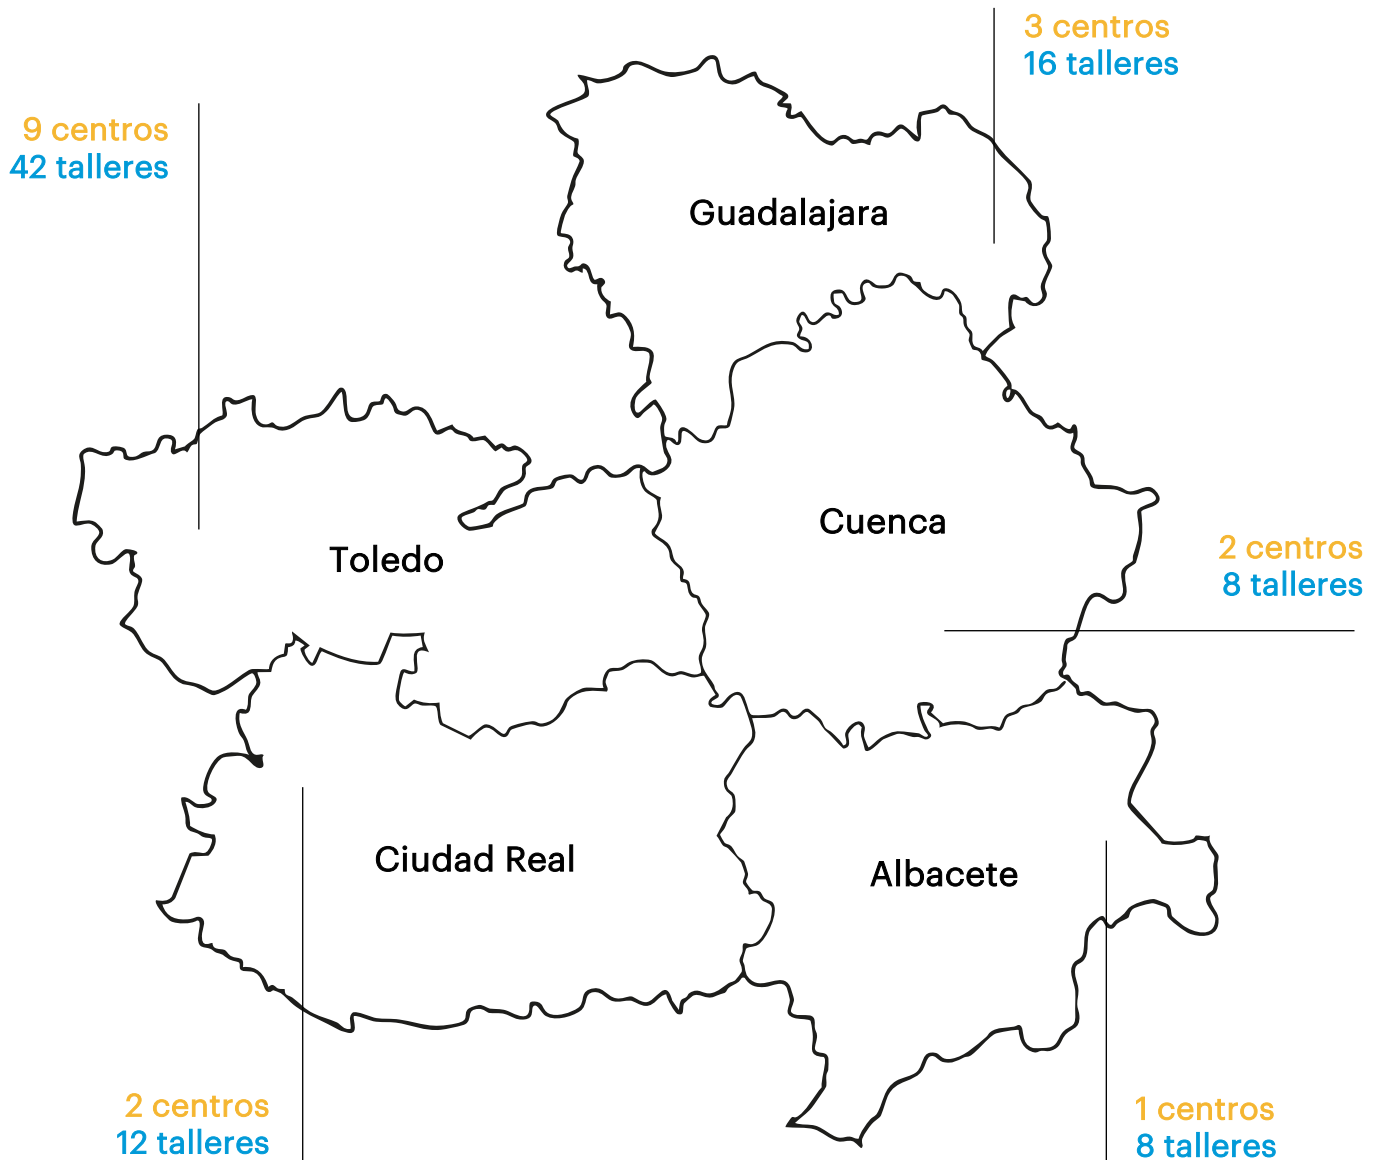 3 centros
16 talleres
9 centros
42 talleres
Guadalajara
Cuenca
Toledo
2 centros
8 talleres
Ciudad Real
Albacete
2 centros
12 talleres
1 centros
8 talleres